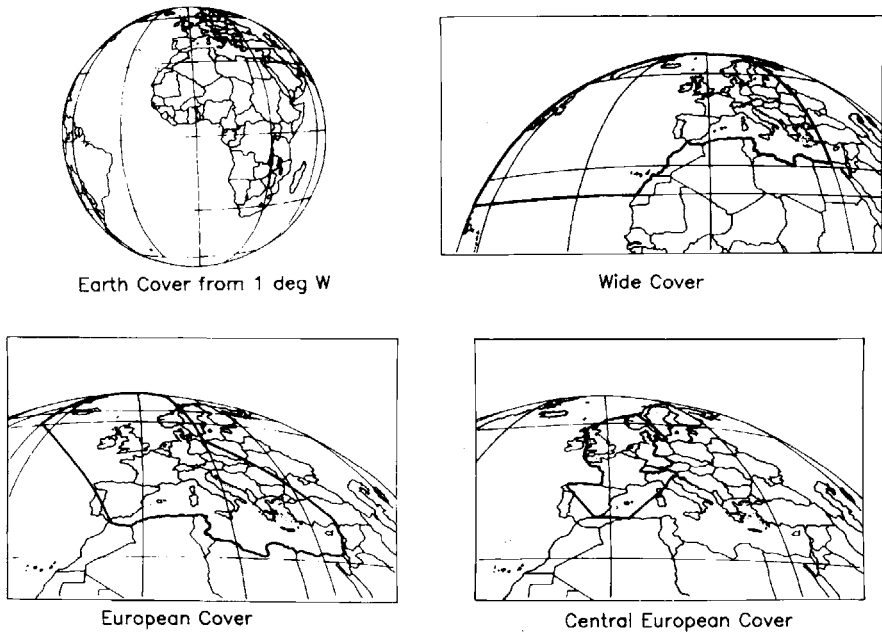 Earth Cover from 1 deg W
Wide Cover
European Cover
Central European Cover